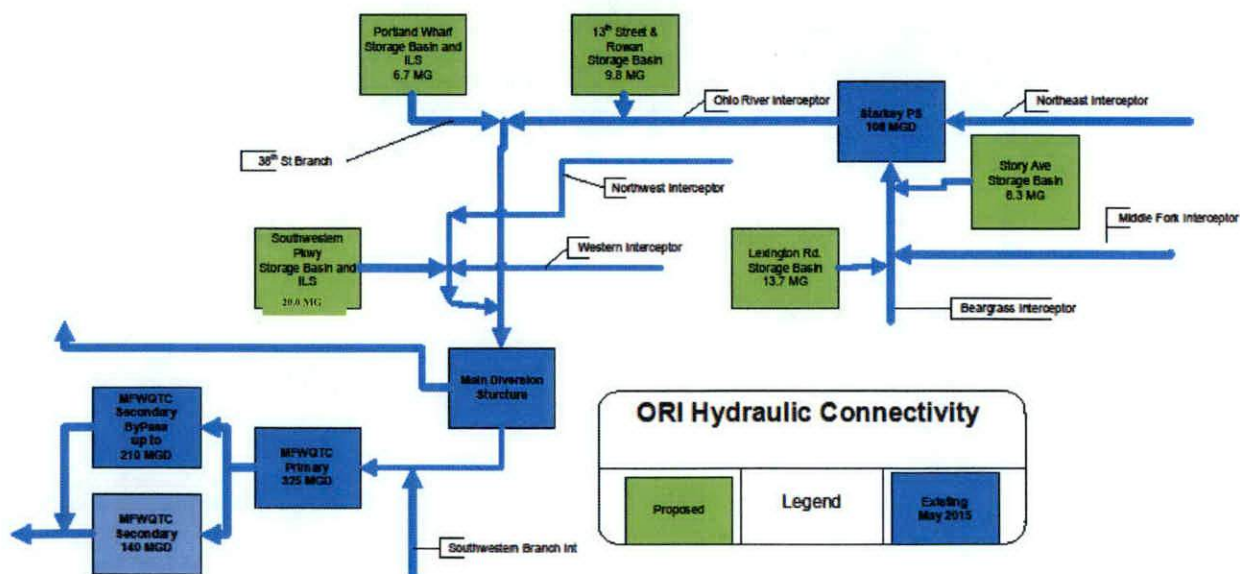 Portland Wharf
Storage Basin and
ILS
6.7 MG
13th Street &
Rowan
Storage Basin
9.8 MG
Ohio River Interceptor
Starkey PS
108 MGD
Northeast Interceptor
38th St Branch
Northwest Interceptor
Story Ave
Storage Basin
6.3 MG
Middle Fork Interceptor
Southwestern
Pkwy
Storage Basin and
ILS
20.0 MG
Western Interceptor
Lexington Rd.
Storage Basin
13.7 MG
Beargrass Interceptor
Main Diversion
Sturcture
MFWQTC
Secondary
ByPass
up to
210 MGD
MFWQTC
Primary
325 MGD
MFWQTC
Secondary
140 MGD
Southwestern Branch Int
ORI Hydraulic Connectivity
Proposed
Legend
Existing
May 2015